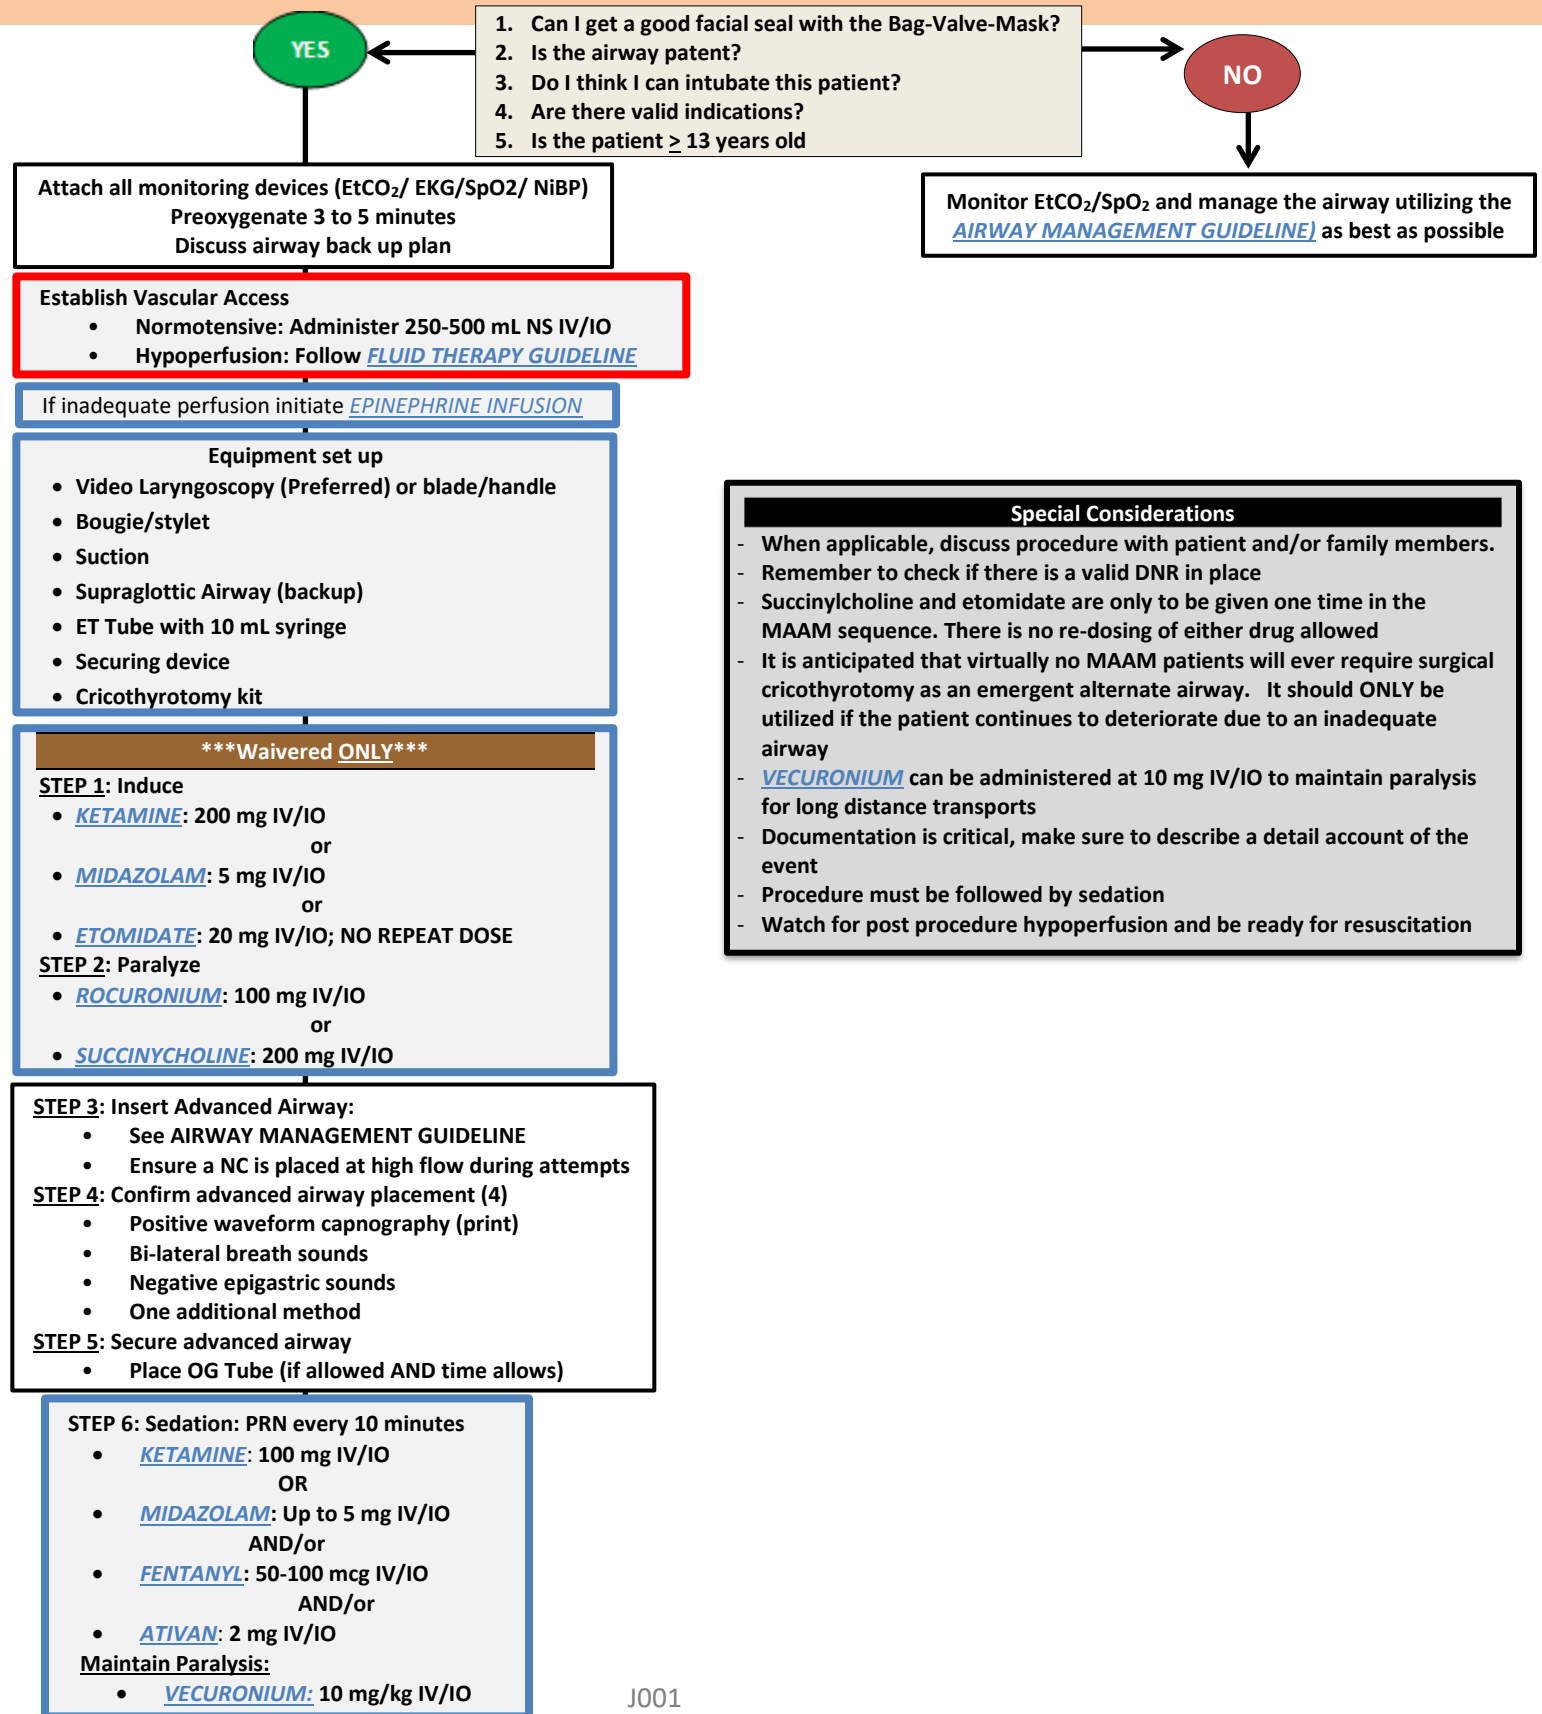 1. Can I get a good facial seal with the Bag-Valve-Mask?
2. Is the airway patent?
3. Do I think I can intubate this patient?
4. Are there valid indications?
5. Is the patient > 13 years old
YES
NO
Attach all monitoring devices (EtCO₂/ EKG/SpO2/ NiBP)
Preoxygenate 3 to 5 minutes
Discuss airway back up plan
Monitor EtCO₂/SpO₂ and manage the airway utilizing the
AIRWAY MANAGEMENT GUIDELINE) as best as possible
Establish Vascular Access
• Normotensive: Administer 250-500 mL NS IV/IO
• Hypoperfusion: Follow FLUID THERAPY GUIDELINE
If inadequate perfusion initiate EPINEPHRINE INFUSION
Equipment set up
• Video Laryngoscopy (Preferred) or blade/handle
• Bougie/stylet
• Suction
• Supraglottic Airway (backup)
• ET Tube with 10 mL syringe
• Securing device
• Cricothyrotomy kit
***Waivered ONLY***
STEP 1: Induce
• KETAMINE: 200 mg IV/IO
or
• MIDAZOLAM: 5 mg IV/IO
or
• ETOMIDATE: 20 mg IV/IO; NO REPEAT DOSE
STEP 2: Paralyze
• ROCURONIUM: 100 mg IV/IO
or
• SUCCINYCHOLINE: 200 mg IV/IO
STEP 3: Insert Advanced Airway:
• See AIRWAY MANAGEMENT GUIDELINE
• Ensure a NC is placed at high flow during attempts
STEP 4: Confirm advanced airway placement (4)
• Positive waveform capnography (print)
• Bi-lateral breath sounds
• Negative epigastric sounds
• One additional method
STEP 5: Secure advanced airway
• Place OG Tube (if allowed AND time allows)
STEP 6: Sedation: PRN every 10 minutes
• KETAMINE: 100 mg IV/IO
OR
• MIDAZOLAM: Up to 5 mg IV/IO
AND/or
• FENTANYL: 50-100 mcg IV/IO
AND/or
• ATIVAN: 2 mg IV/IO
Maintain Paralysis:
• VECURONIUM: 10 mg/kg IV/IO
Special Considerations
- When applicable, discuss procedure with patient and/or family members.
- Remember to check if there is a valid DNR in place
- Succinylcholine and etomidate are only to be given one time in the
MAAM sequence. There is no re-dosing of either drug allowed
- It is anticipated that virtually no MAAM patients will ever require surgical
cricothyrotomy as an emergent alternate airway. It should ONLY be
utilized if the patient continues to deteriorate due to an inadequate
airway
- VECURONIUM can be administered at 10 mg IV/IO to maintain paralysis
for long distance transports
- Documentation is critical, make sure to describe a detail account of the
event
- Procedure must be followed by sedation
- Watch for post procedure hypoperfusion and be ready for resuscitation
J001